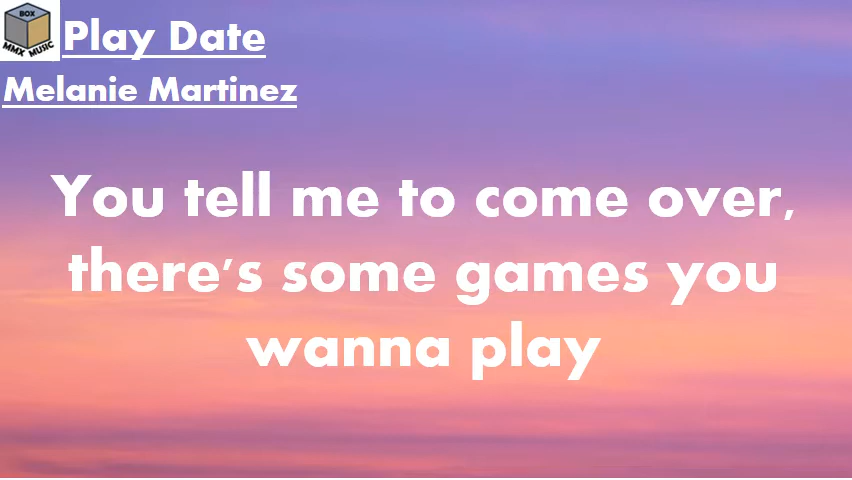 BOX
MMX MUSIC
Play Date
Melanie Martinez
You tell me to come over,
there's some games you
wanna play